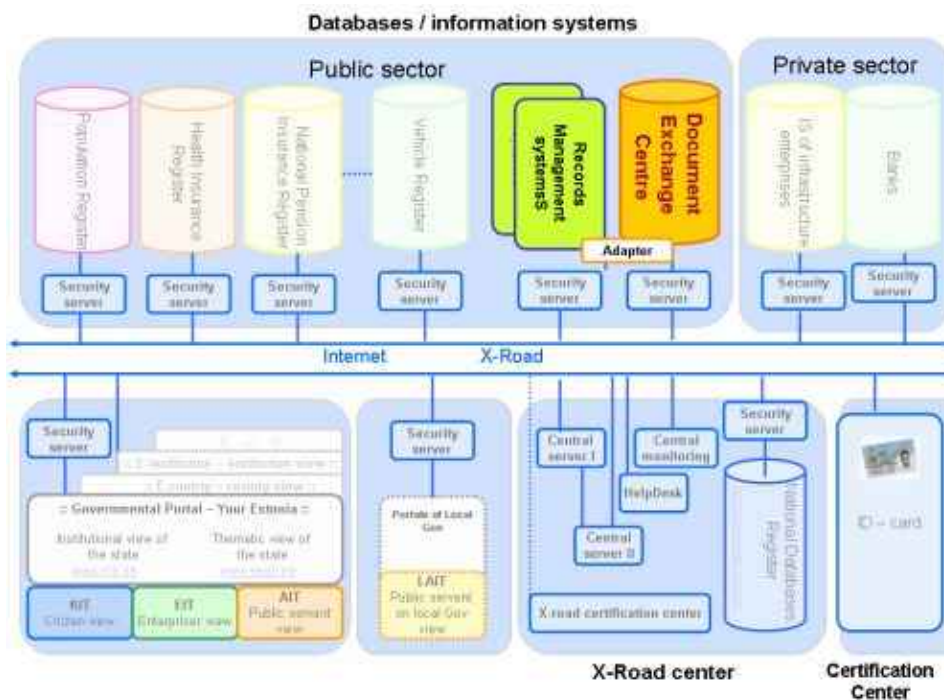 Databases / information systems
Public sector
Private sector
Population Register
Health Insurance
Register
National Pension
Insurance Register
Vehicle Register
Records
Management
systemsS
Document
Exchange
Centre
IS of infrastructure
enterprises
Banks
Adapter
Security
server
Security
server
Security
server
Security
server
Security
server
Security
server
Security
server
Security
server
Internet
X-Road
Security
server
:: Governmental Portal – Your Estonia ::
Institutional view of
the state
Thematic view of
the state
KIT
Citizen view
EIT
Enterpriser view
AIT
Public servant
view
Security
server
Portals of Local
Gov
LAIT
Public servers
on local Gov
view
Central
server I
Central
monitoring
HelpDesk
Central
server II
Security
server
National Databases
Register
X road certification center
X-Road center
ID – card
Certification
Center